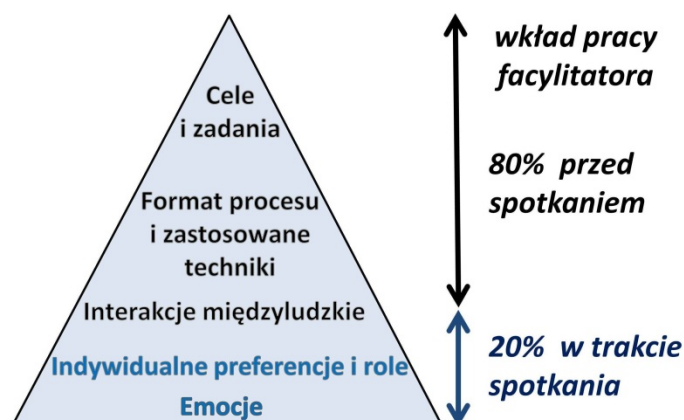 Cele
i zadania
Format procesu
i zastosowane
techniki
Interakcje międzyludzkie
Indywidualne preferencje i role
Emocje
wkład pracy
facylitatora
80% przed
spotkaniem
20% w trakcie
spotkania